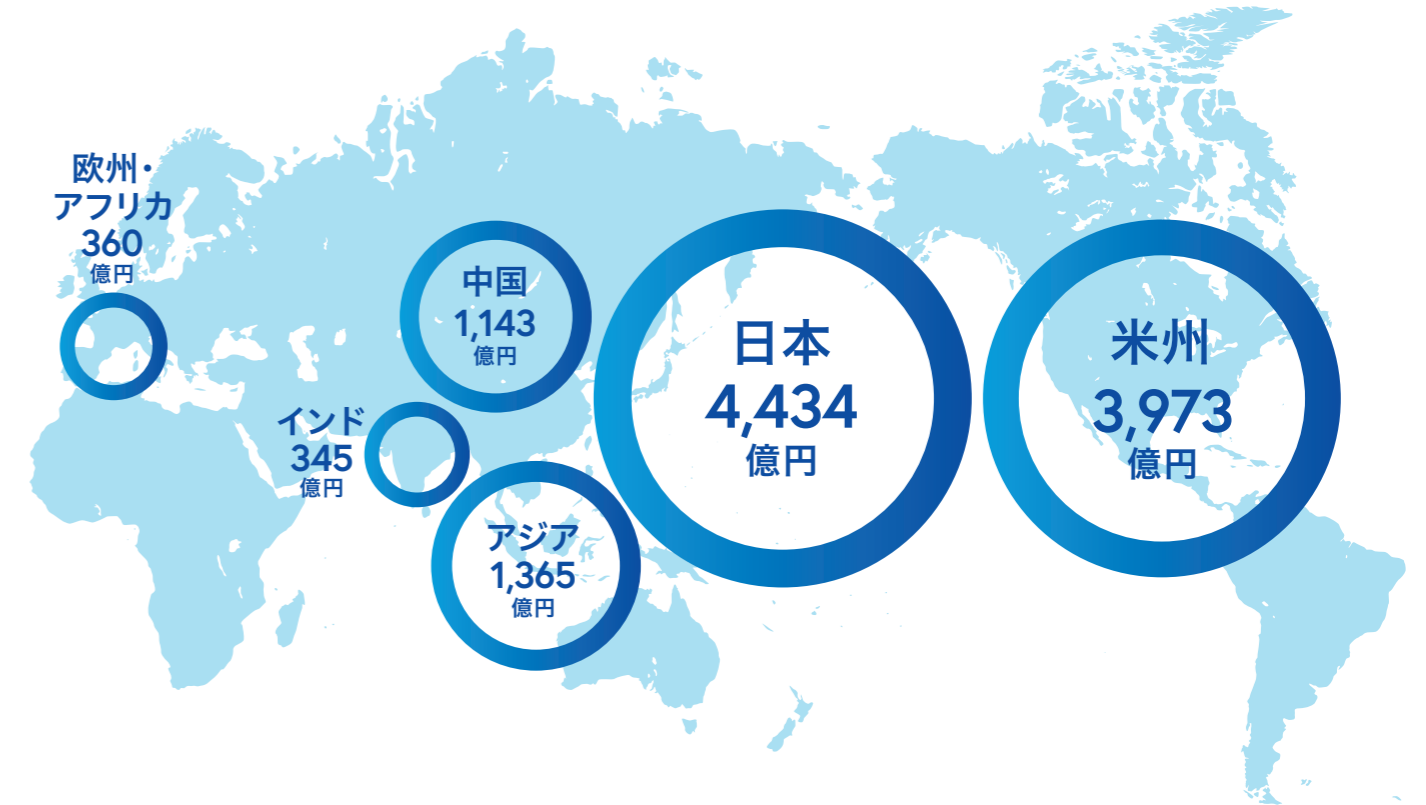 欧州・
アフリカ
360
億円
中国
1,143
億円
インド
345
億円
アジア
1,365
億円
日本
4,434
億円
米州
3,973
億円